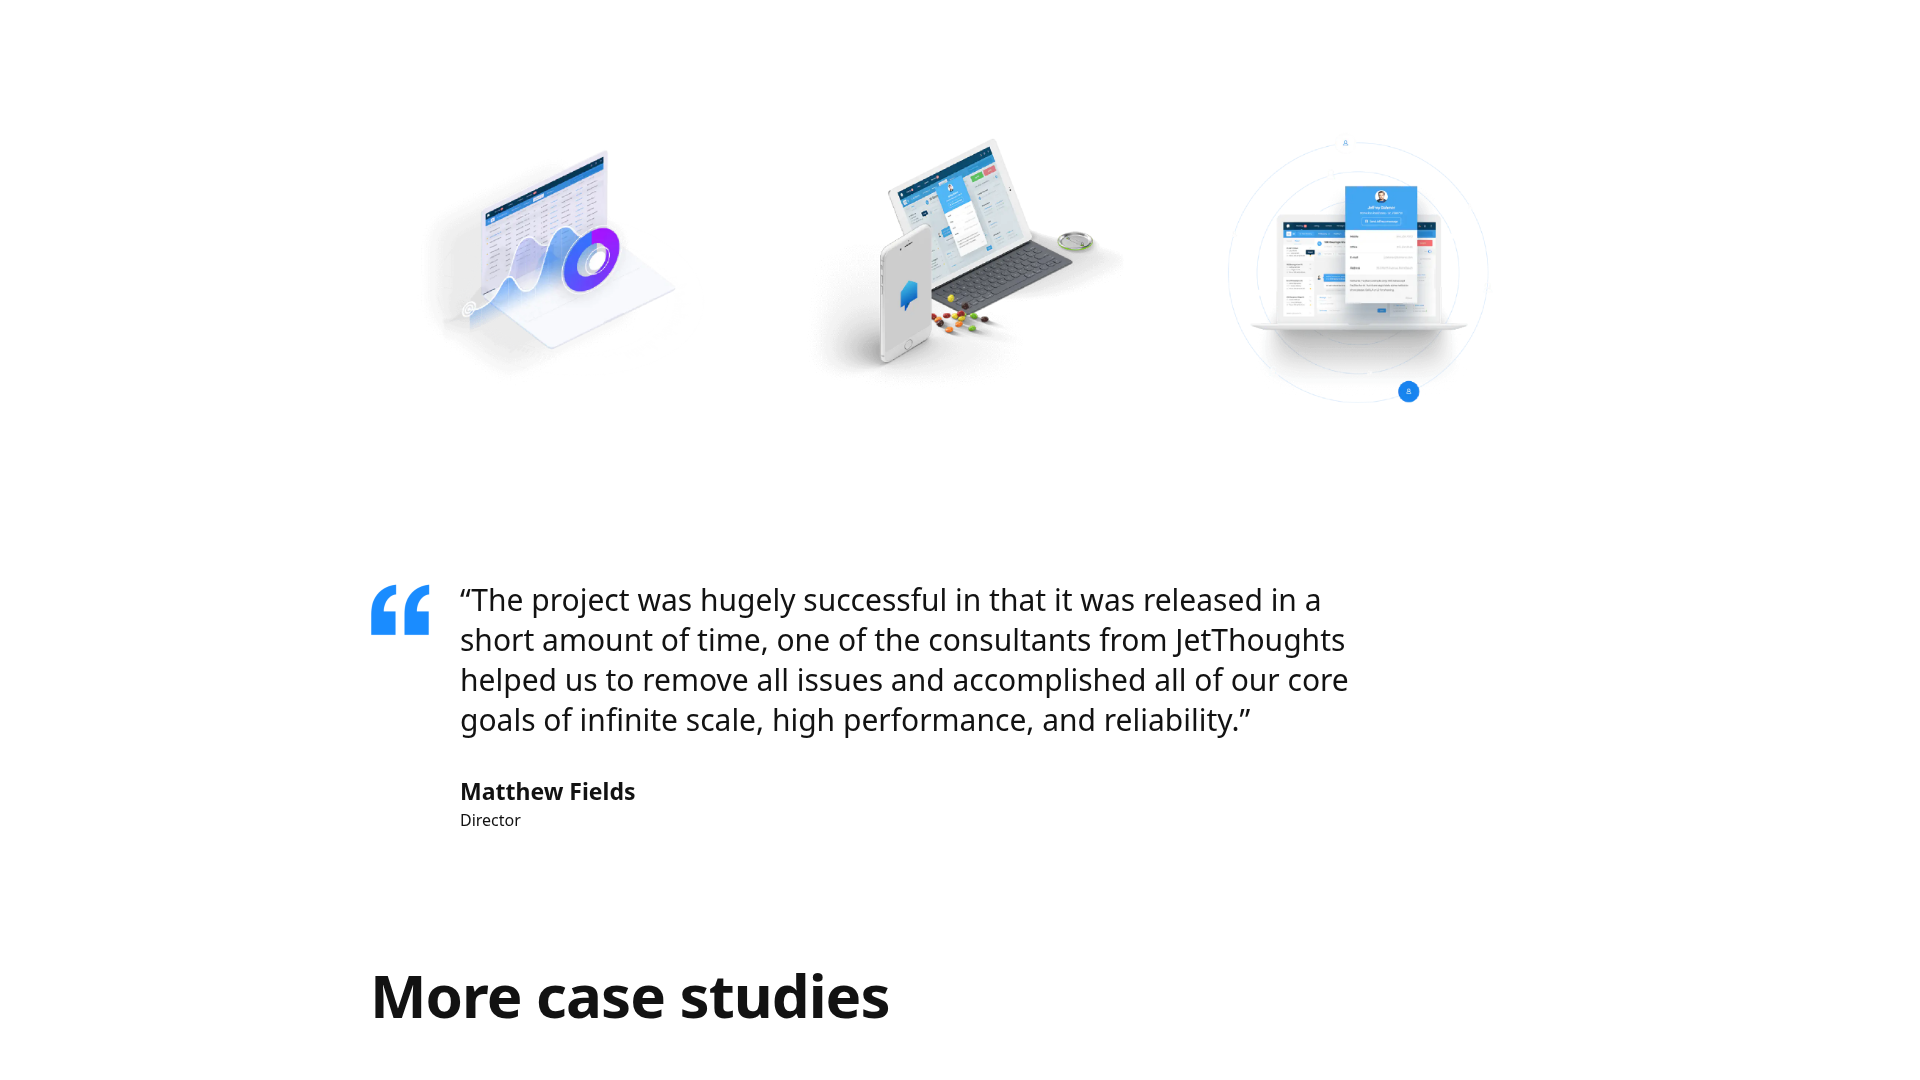 “The project was hugely successful in that it was released in a
short amount of time, one of the consultants from JetThoughts
helped us to remove all issues and accomplished all of our core
goals of infinite scale, high performance, and reliability.”
Matthew Fields
Director
More case studies